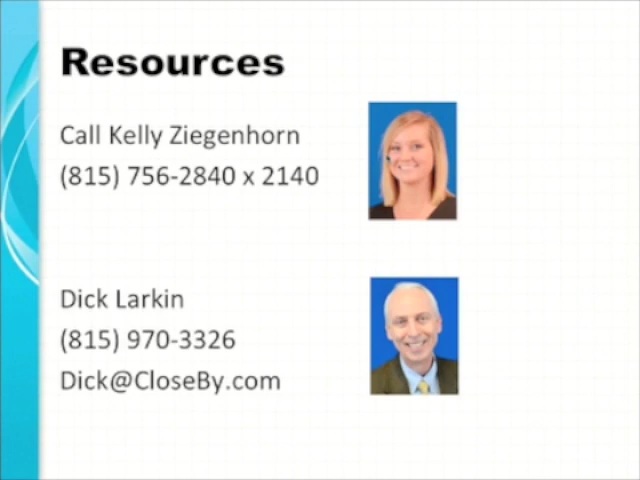 Resources
Call Kelly Ziegenhorn
(815) 756-2840 x 2140
Dick Larkin
(815) 970-3326
Dick@CloseBy.com